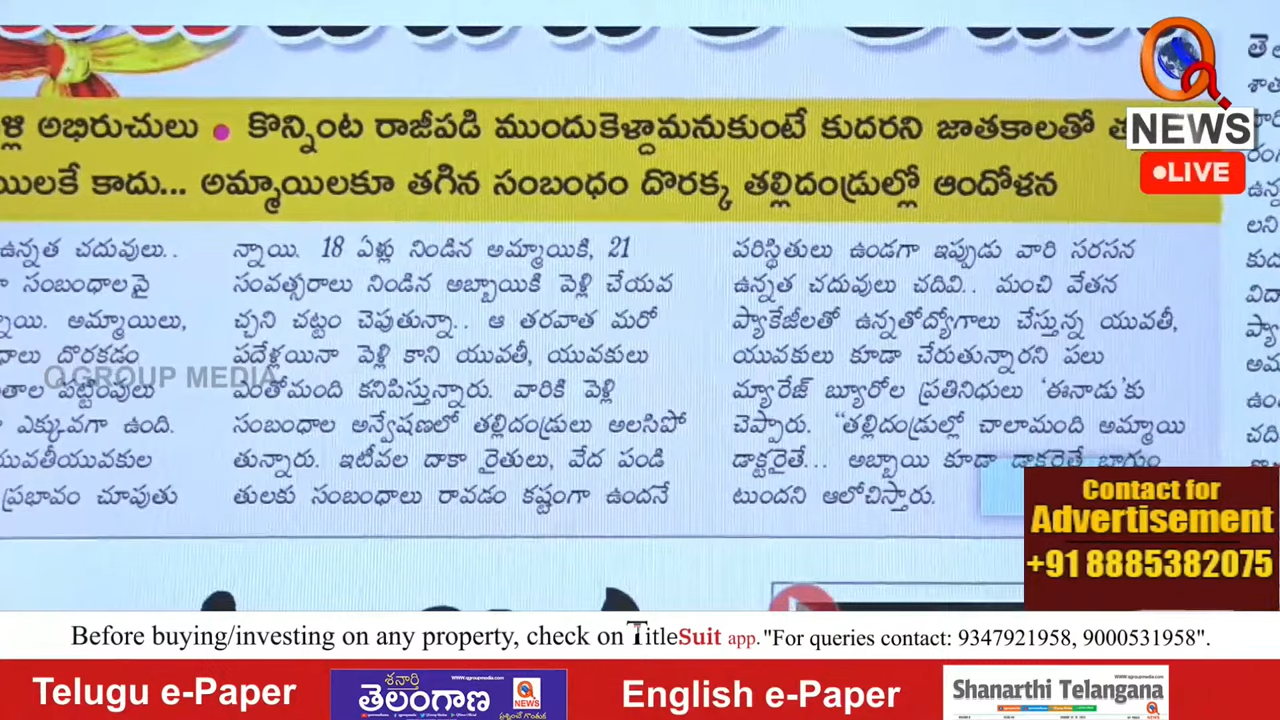 ళ్లి అభిరుచులు ● కొన్నింట రాజీపడి ముందుకెళ్దామనుకుంటే కుదరని జాతకాలతో
యిలకే కాదు... అమ్మాయిలకూ తగిన సంబంధం దొరక్క తల్లిదండ్రుల్లో ఆందోళన
ఉన్నత చదువులు..
సంబంధాలపై
న్నాయి. అమ్మాయిలు,
దొరకడం
పట్టింపులు
ఎక్కువగా ఉంది.
యువతీయువకుల
ప్రభావం చూపుతు
న్నాయి. 18 ఏళ్లు నిండిన అమ్మాయికి, 21
సంవత్సరాలు నిండిన అబ్బాయికి పెళ్లి చేయవ
చ్చని చట్టం చెపుతున్నా.. ఆ తరవాత మరో
పదేళ్లయినా పెళ్లి కాని యువతీ, యువకులు
ఎంతోమంది కనిపిస్తున్నారు. వారికి పెళ్లి
సంబంధాల అన్వేషణలో తల్లిదండ్రులు అలసిపో
తున్నారు. ఇటీవల దాకా రైతులు, వేద పండి
తులకు సంబంధాలు రావడం కష్టంగా ఉందనే
పరిస్థితులు ఉండగా ఇప్పుడు వారి సరసన
ఉన్నత చదువులు చదివి.. మంచి వేతన
ప్యాకేజీలతో ఉన్నతోద్యోగాలు చేస్తున్న యువతీ,
యువకులు కూడా చేరుతున్నారని పలు
మ్యారేజ్ బ్యూరోల ప్రతినిధులు ‘ఈనాడు’కు
చెప్పారు. “తల్లిదండ్రుల్లో చాలామంది అమ్మాయి
డాక్టరైతే... అబ్బాయి కూడా డాక్టరైతే బాగుం
టుందని ఆలోచిస్తారు.
Q GROUP MEDIA
Q
NEWS
LIVE
Contact for
Advertisement
+91 8885382075
Before buying/investing on any property, check on TitleSuit app. "For queries contact: 9347921958, 9000531958".
Telugu e-Paper
శనార్తి
తెలంగాణ
NEWS
English e-Paper
Shanarthi Telangana